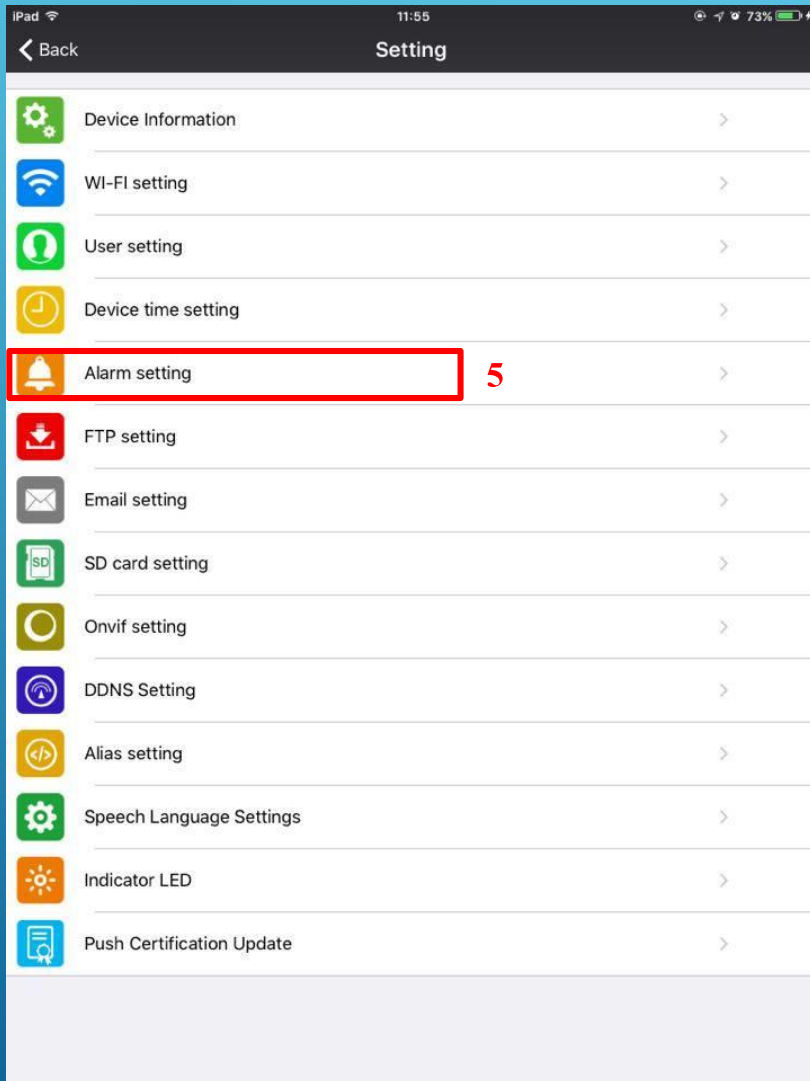 iPad 11:55 73%
Back Setting
Device Information
WI-FI setting
User setting
Device time setting
Alarm setting 5
FTP setting
Email setting
SD SD card setting
Onvif setting
DDNS Setting
</> Alias setting
Speech Language Settings
Indicator LED
Push Certification Update